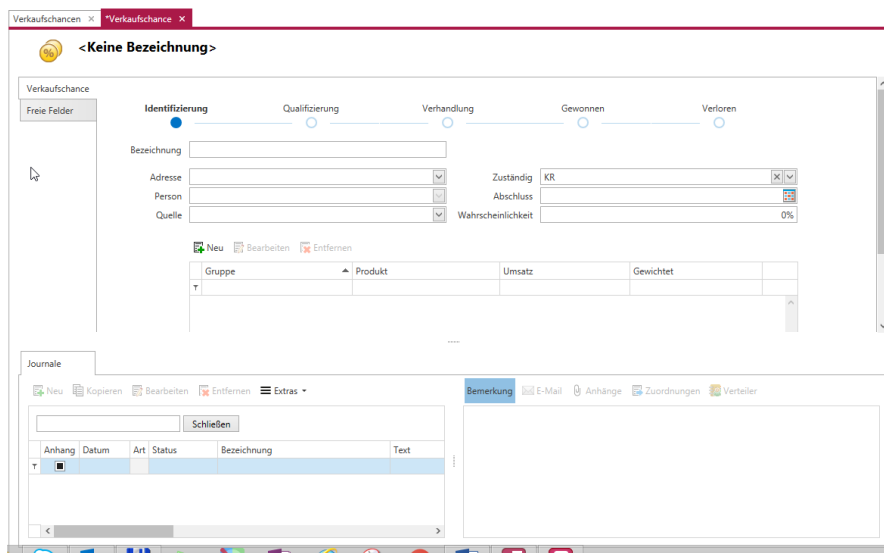 Verkaufschancen *Verkaufschance
% <Keine Bezeichnung>
Verkaufschance
Freie Felder
Identifizierung Qualifizierung Verhandlung Gewonnen Verloren
Bezeichnung
Adresse Zuständig KR
Person Abschluss
Quelle Wahrscheinlichkeit 0%
Neu Bearbeiten Entfernen
Gruppe Produkt Umsatz Gewichtet
Journale
Neu Kopieren Bearbeiten Entfernen Extras Bemerkung E-Mail Anhänge Zuordnungen Verteiler
Schließen
Anhang Datum Art Status Bezeichnung Text